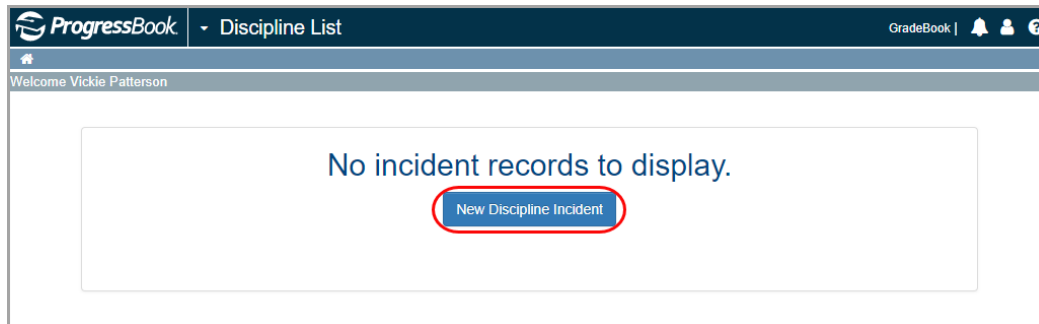 ProgressBook. Discipline List GradeBook |
Welcome Vickie Patterson
No incident records to display.
New Discipline Incident